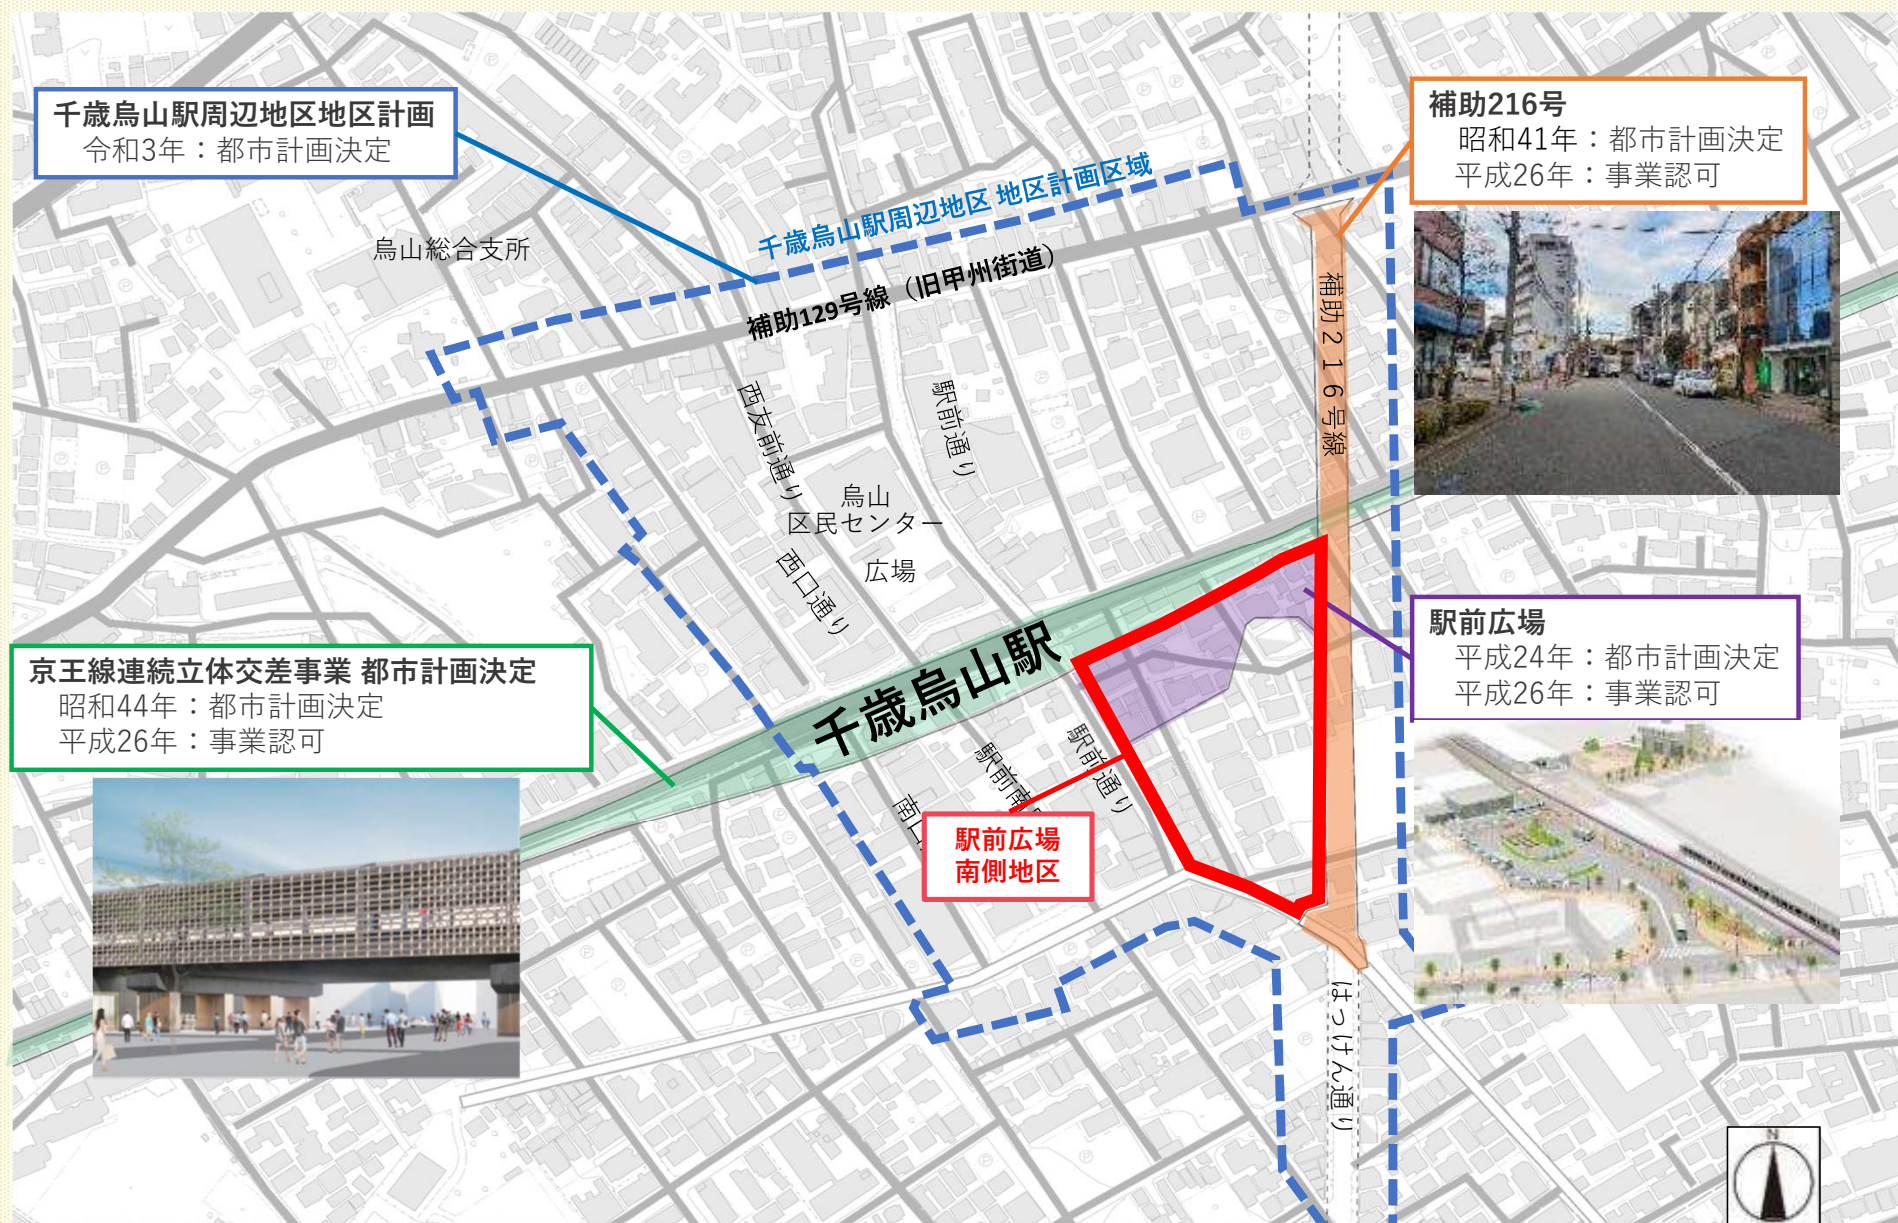 千歳烏山駅周辺地区地区計画
令和3年：都市計画決定
補助216号
昭和41年：都市計画決定
平成26年：事業認可
千歳烏山駅周辺地区 地区計画区域
補助129号線（旧甲州街道）
烏山総合支所
補助216号線
西友前通り
駅前通り
烏山
区民センター
広場
西口通り
千歳烏山駅
駅前広場
平成24年：都市計画決定
平成26年：事業認可
京王線連続立体交差事業 都市計画決定
昭和44年：都市計画決定
平成26年：事業認可
駅前通り
駅前南
南口
駅前広場
南側地区
はっけん通り
N